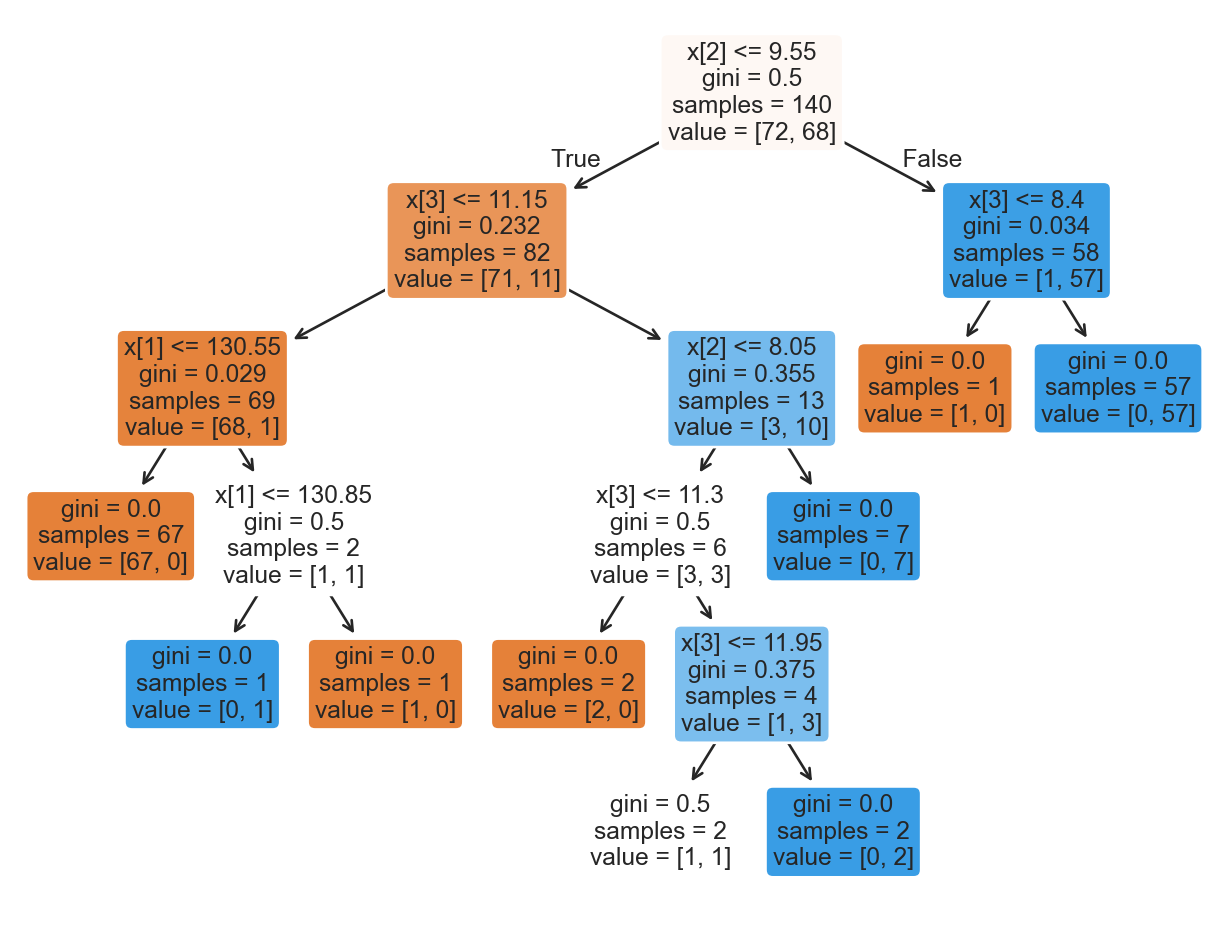 x[2] <= 9.55
gini = 0.5
samples = 140
value = [72, 68]
True
False
x[3] <= 11.15
gini = 0.232
samples = 82
value = [71, 11]
x[3] <= 8.4
gini = 0.034
samples = 58
value = [1, 57]
x[1] <= 130.55
gini = 0.029
samples = 69
value = [68, 1]
x[2] <= 8.05
gini = 0.355
samples = 13
value = [3, 10]
gini = 0.0
samples = 1
value = [1, 0]
gini = 0.0
samples = 57
value = [0, 57]
gini = 0.0
samples = 67
value = [67, 0]
x[1] <= 130.85
gini = 0.5
samples = 2
value = [1, 1]
x[3] <= 11.3
gini = 0.5
samples = 6
value = [3, 3]
gini = 0.0
samples = 7
value = [0, 7]
gini = 0.0
samples = 1
value = [0, 1]
gini = 0.0
samples = 1
value = [1, 0]
gini = 0.0
samples = 2
value = [2, 0]
x[3] <= 11.95
gini = 0.375
samples = 4
value = [1, 3]
gini = 0.5
samples = 2
value = [1, 1]
gini = 0.0
samples = 2
value = [0, 2]